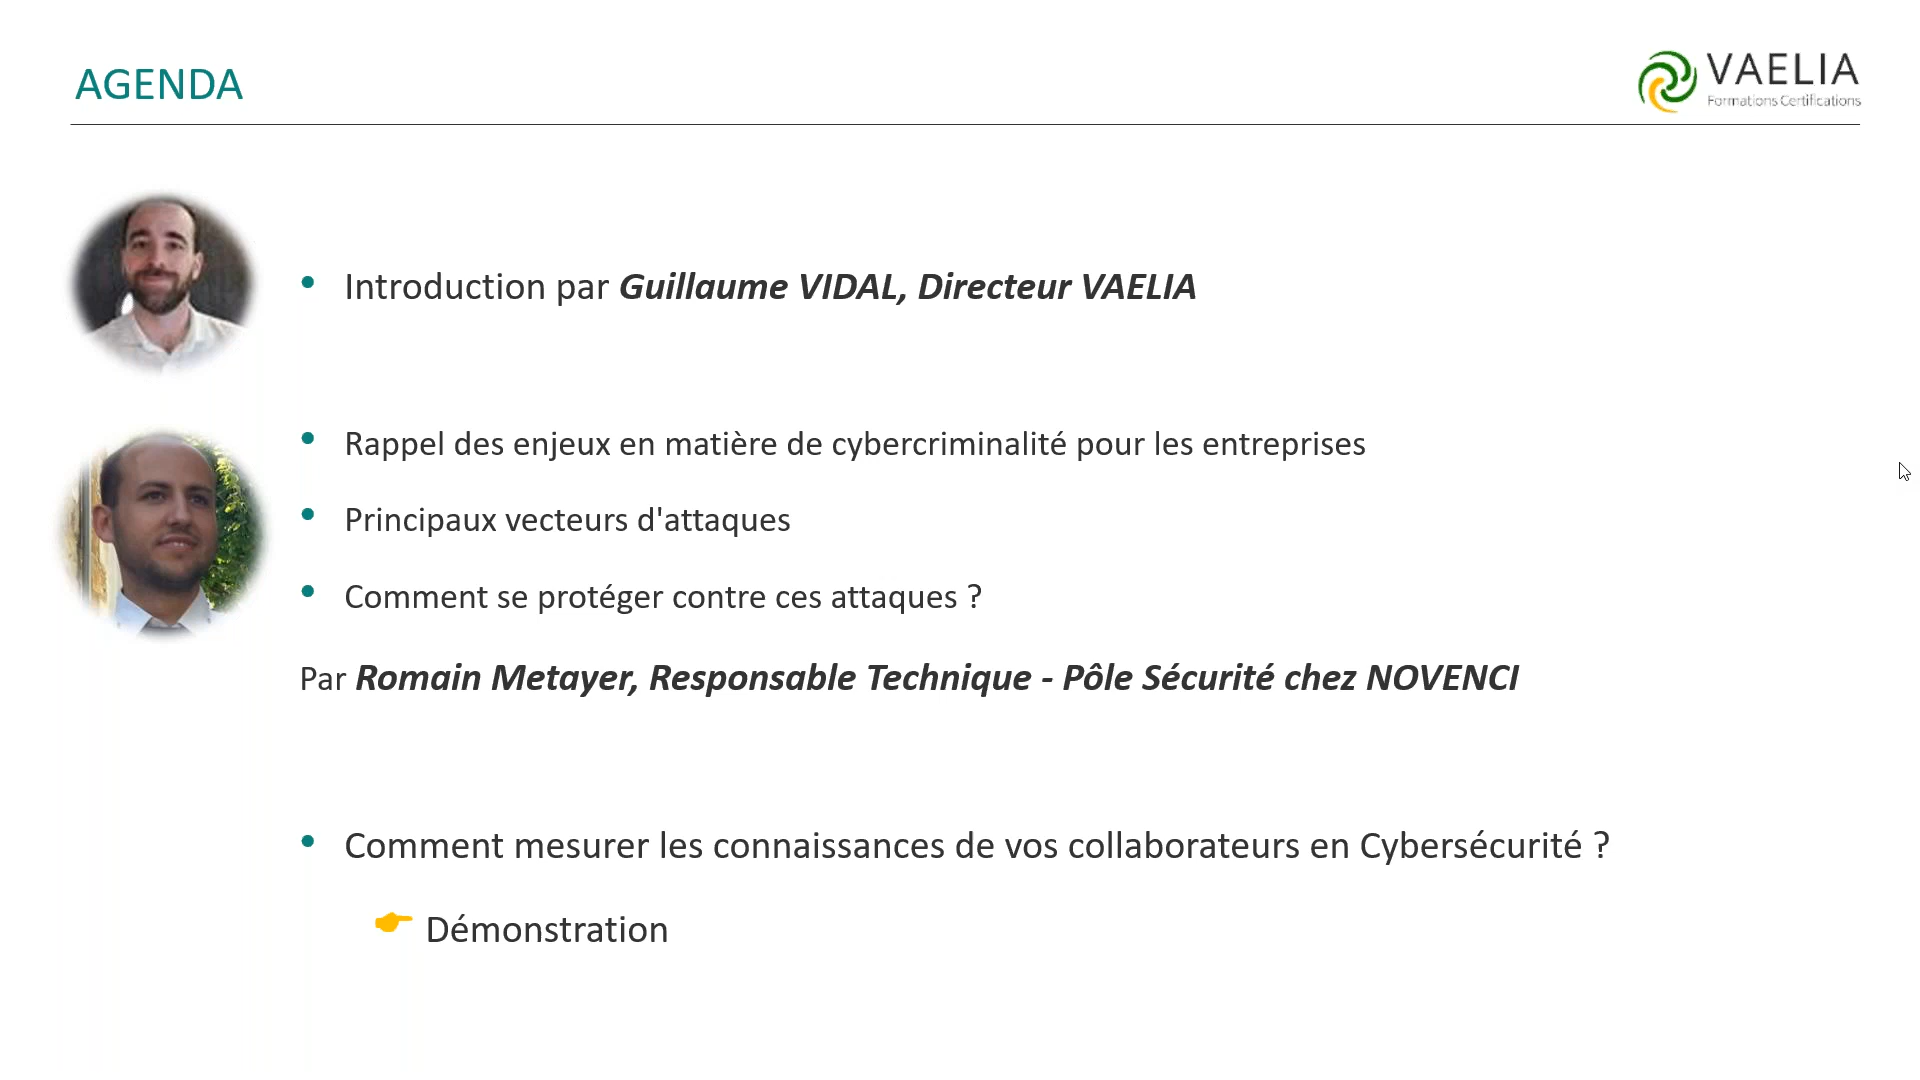 AGENDA
VAELIA
Formations Certifications
• Introduction par Guillaume VIDAL, Directeur VAELIA
• Rappel des enjeux en matière de cybercriminalité pour les entreprises
• Principaux vecteurs d'attaques
• Comment se protéger contre ces attaques ?
Par Romain Metayer, Responsable Technique - Pôle Sécurité chez NOVENCI
• Comment mesurer les connaissances de vos collaborateurs en Cybersécurité ?
Démonstration